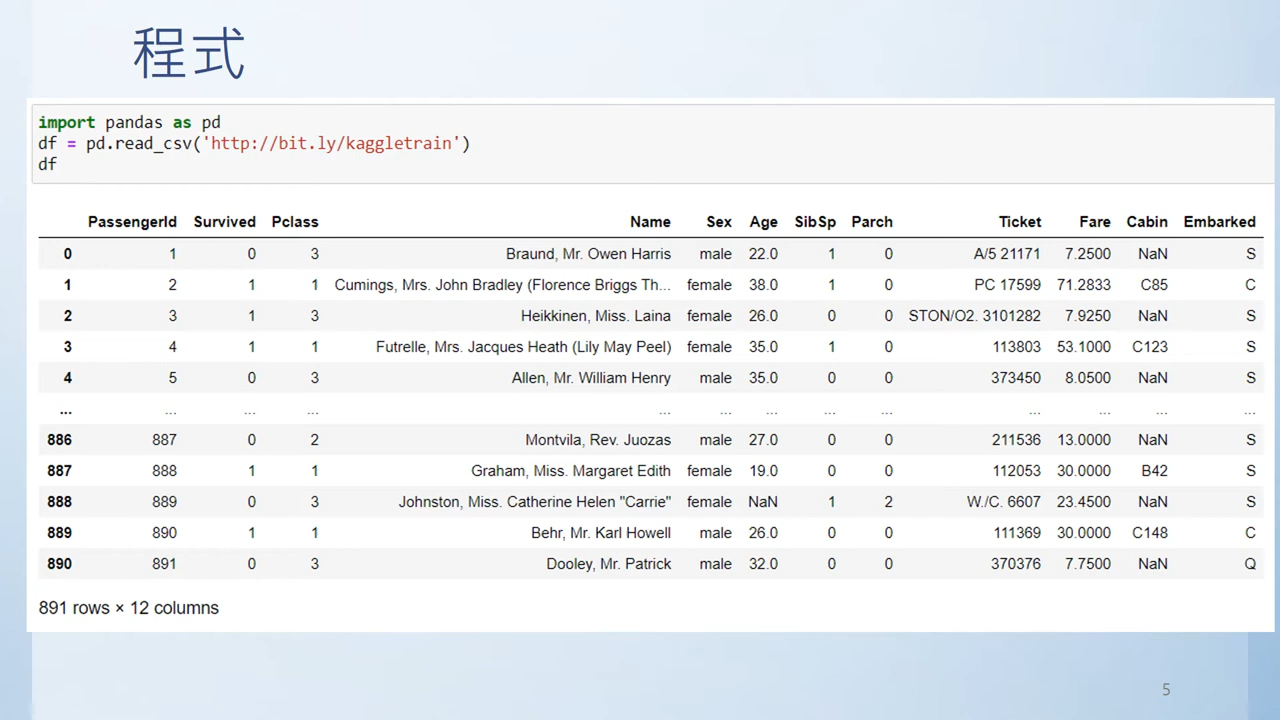 程式
import pandas as pd
df = pd.read_csv('http://bit.ly/kaggletrain')
df
PassengerId Survived Pclass Name Sex Age SibSp Parch Ticket Fare Cabin Embarked
0 1 0 3 Braund, Mr. Owen Harris male 22.0 1 0 A/5 21171 7.2500 NaN S
1 2 1 1 Cumings, Mrs. John Bradley (Florence Briggs Th... female 38.0 1 0 PC 17599 71.2833 C85 C
2 3 1 3 Heikkinen, Miss. Laina female 26.0 0 0 STON/O2. 3101282 7.9250 NaN S
3 4 1 1 Futrelle, Mrs. Jacques Heath (Lily May Peel) female 35.0 1 0 113803 53.1000 C123 S
4 5 0 3 Allen, Mr. William Henry male 35.0 0 0 373450 8.0500 NaN S
... ... ... ... ... ... ... ... ... ... ... ... ...
886 887 0 2 Montvila, Rev. Juozas male 27.0 0 0 211536 13.0000 NaN S
887 888 1 1 Graham, Miss. Margaret Edith female 19.0 0 0 112053 30.0000 B42 S
888 889 0 3 Johnston, Miss. Catherine Helen "Carrie" female NaN 1 2 W./C. 6607 23.4500 NaN S
889 890 1 1 Behr, Mr. Karl Howell male 26.0 0 0 111369 30.0000 C148 C
890 891 0 3 Dooley, Mr. Patrick male 32.0 0 0 370376 7.7500 NaN Q
891 rows × 12 columns
5